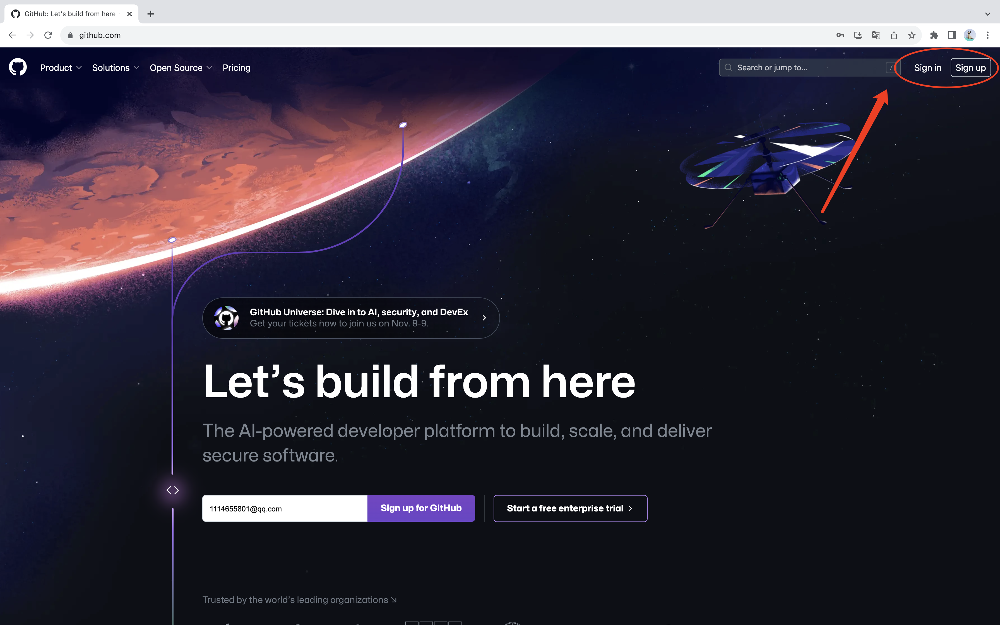 GitHub: Let's build from here
github.com
Product
Solutions
Open Source
Pricing
Search or jump to...
/
Sign in
Sign up
GitHub Universe: Dive in to AI, security, and DevEx
Get your tickets now to join us on Nov. 8-9.
Let's build from here
The AI-powered developer platform to build, scale, and deliver
secure software.
1114655801@qq.com
Sign up for GitHub
Start a free enterprise trial
Trusted by the world's leading organizations